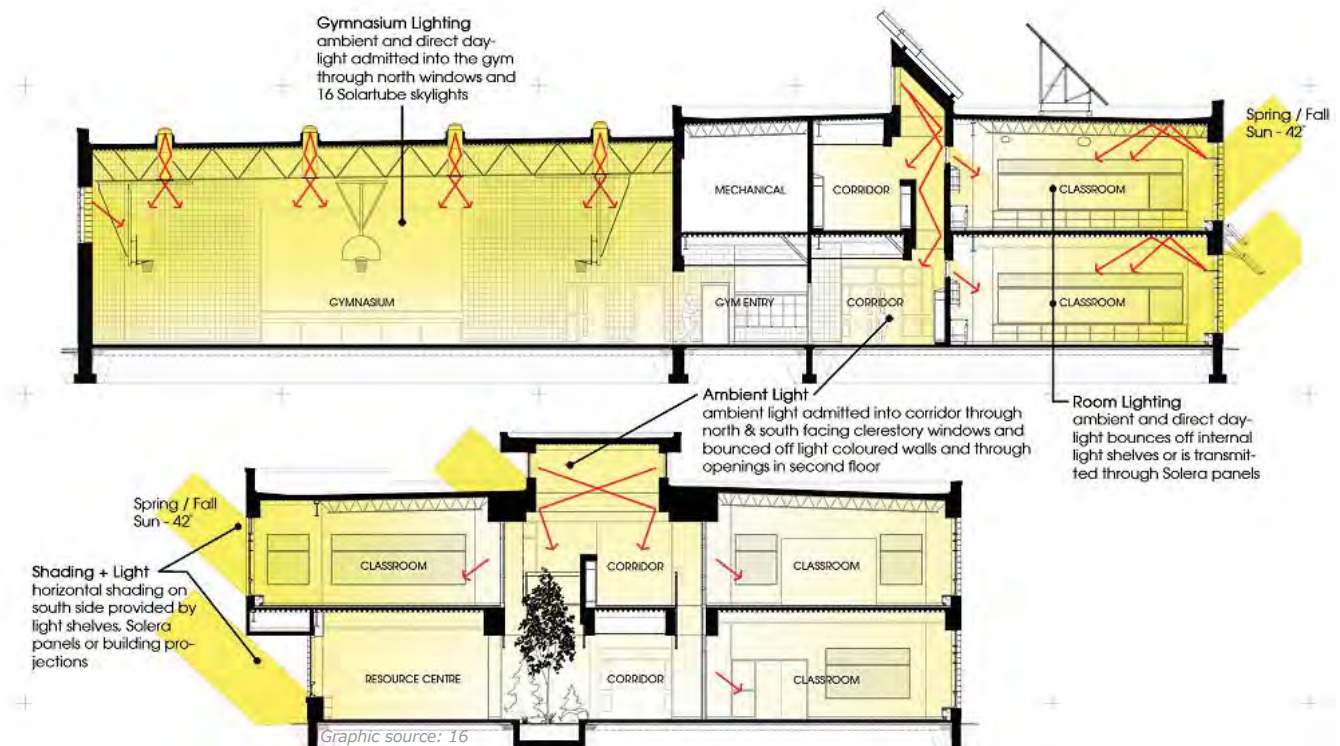 Gymnasium Lighting
ambient and direct day-
light admitted into the gym
through north windows and
16 Solartube skylights
Spring / Fall
Sun - 42°
MECHANICAL
CORRIDOR
CLASSROOM
GYMNASIUM
GYM ENTRY
CORRIDOR
CLASSROOM
Ambient Light
ambient light admitted into corridor through
north & south facing clerestory windows and
bounced off light coloured walls and through
openings in second floor
Room Lighting
ambient and direct day-
light bounces off internal
light shelves or is transmit-
ted through Solera panels
Spring / Fall
Sun - 42°
Shading + Light
horizontal shading on
south side provided by
light shelves, Solera
panels or building pro-
jections
CLASSROOM
CORRIDOR
CLASSROOM
RESOURCE CENTRE
CORRIDOR
CLASSROOM
Graphic source: 16